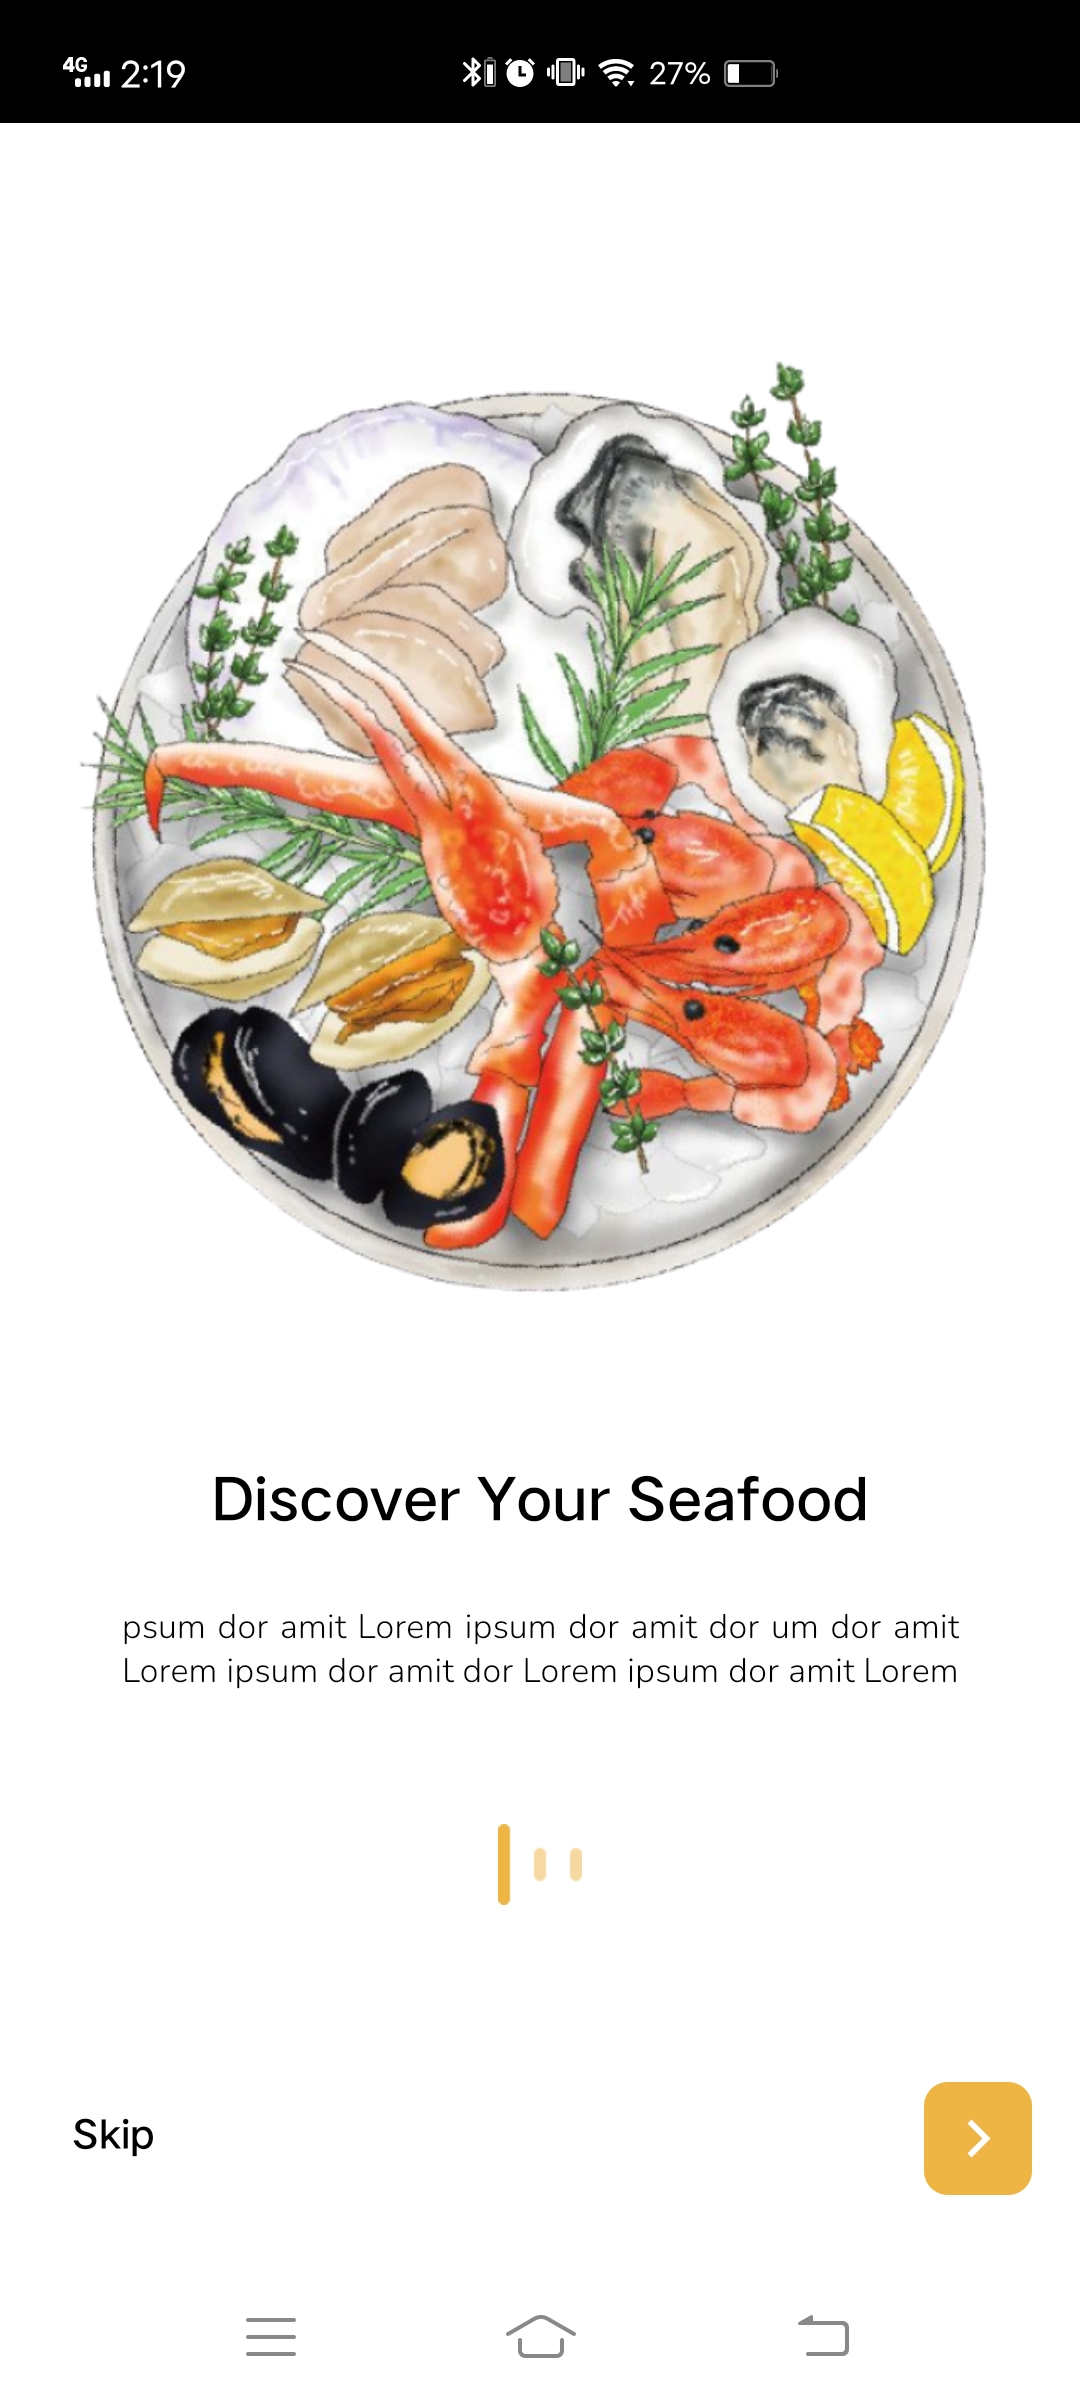 4G 2:19 27%
Discover Your Seafood
psum dor amit Lorem ipsum dor amit dor um dor amit
Lorem ipsum dor amit dor Lorem ipsum dor amit Lorem
Skip